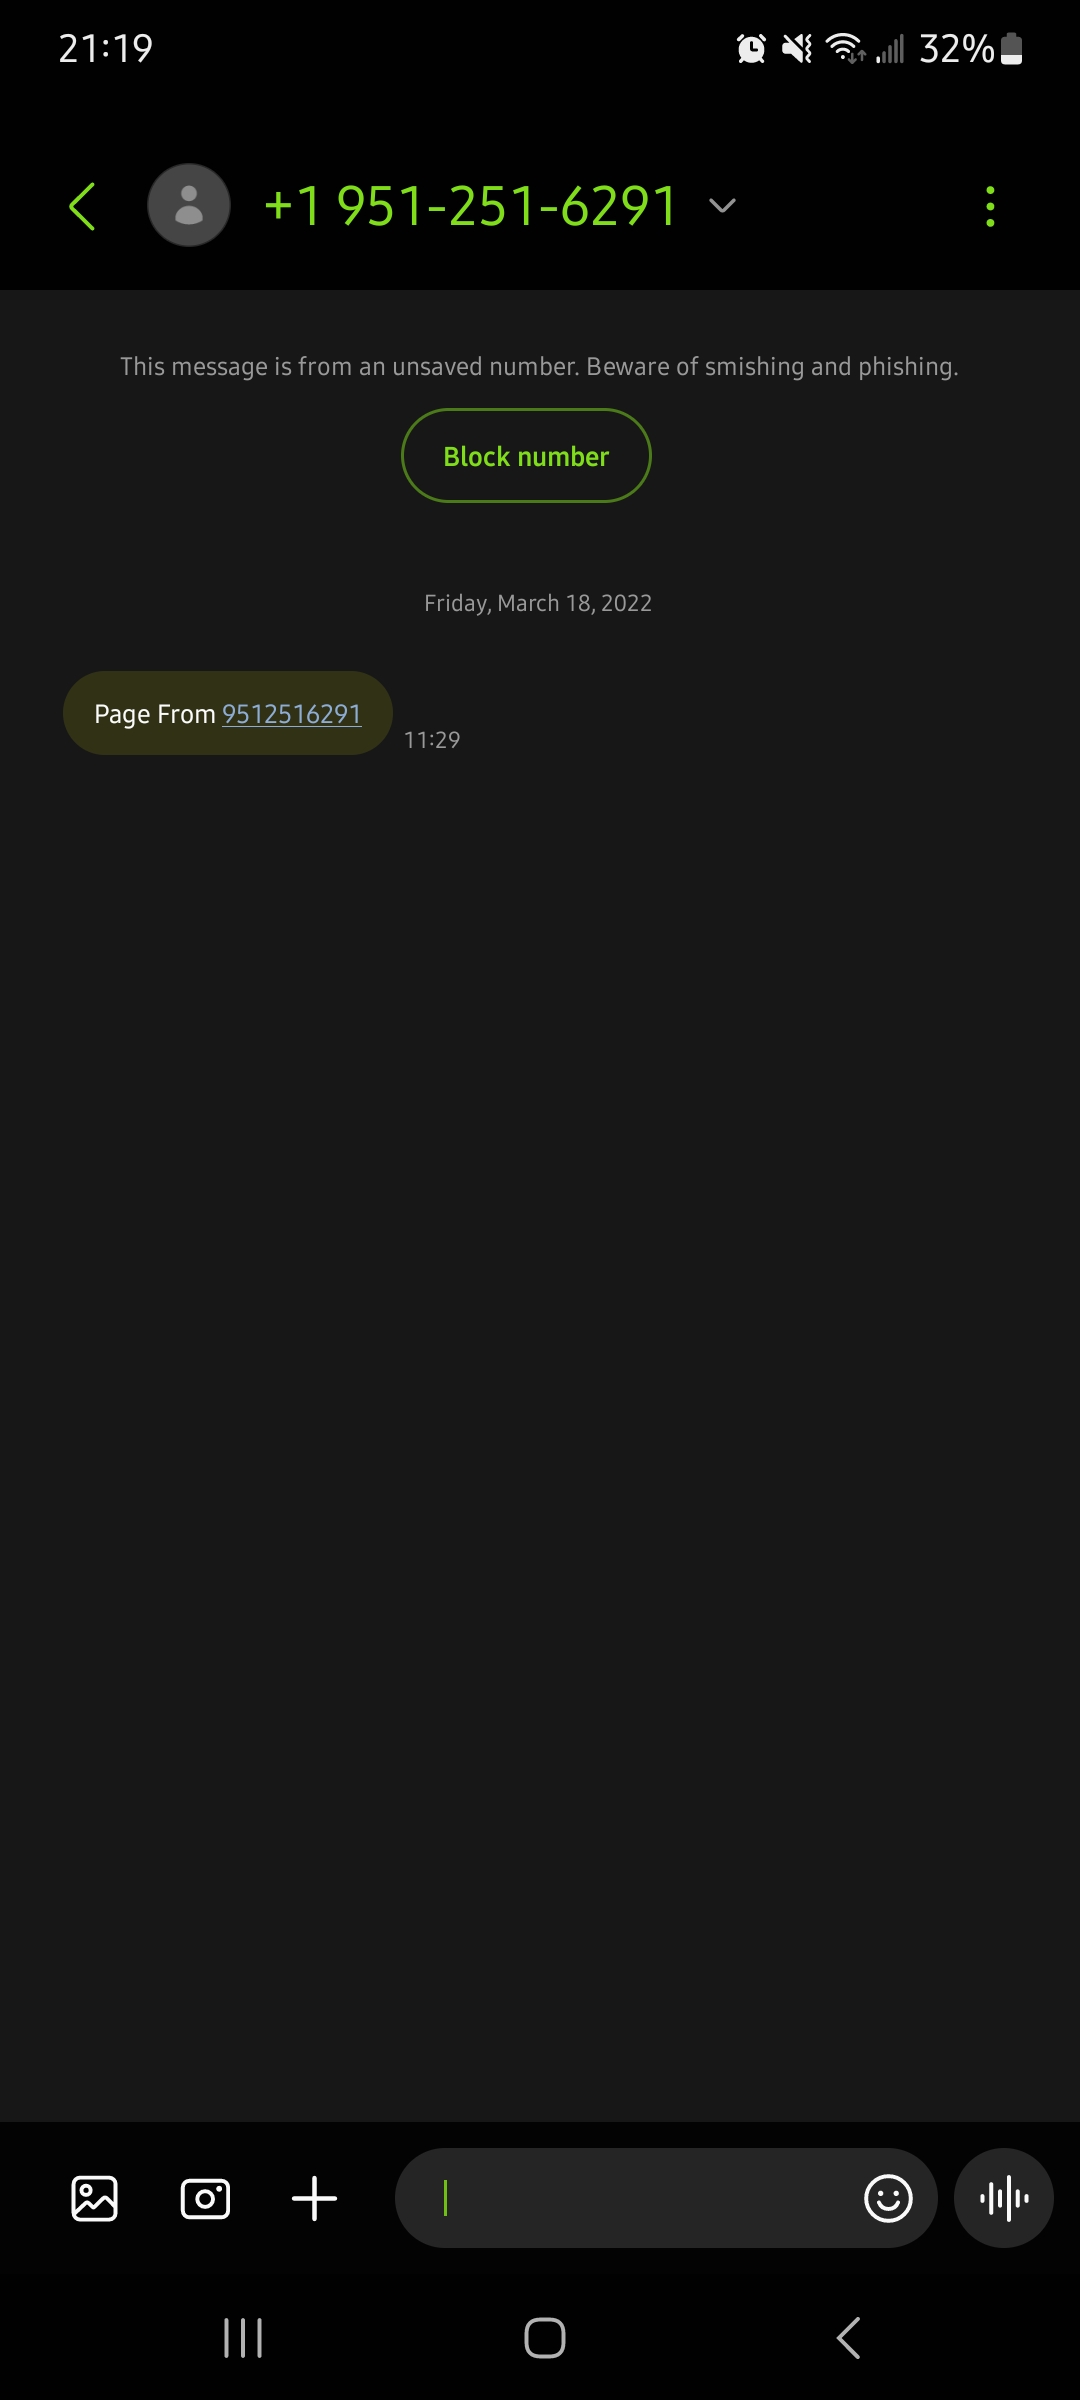 21:19
32%
+1 951-251-6291
This message is from an unsaved number. Beware of smishing and phishing.
Block number
Friday, March 18, 2022
Page From 9512516291
11:29